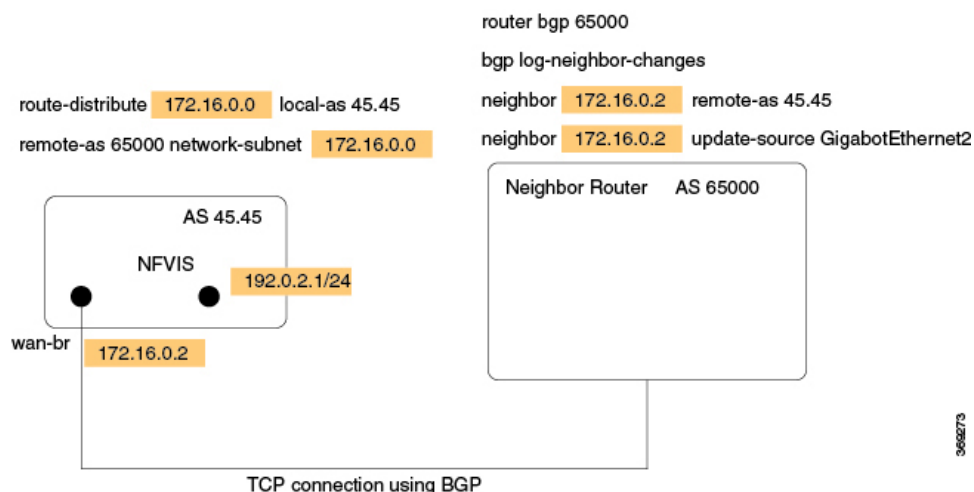 router bgp 65000
bgp log-neighbor-changes
route-distribute 172.16.0.0 local-as 45.45
neighbor 172.16.0.2 remote-as 45.45
remote-as 65000 network-subnet 172.16.0.0
neighbor 172.16.0.2 update-source GigabotEthernet2
Neighbor Router AS 65000
AS 45.45
NFVIS
192.0.2.1/24
wan-br
172.16.0.2
369273
TCP connection using BGP